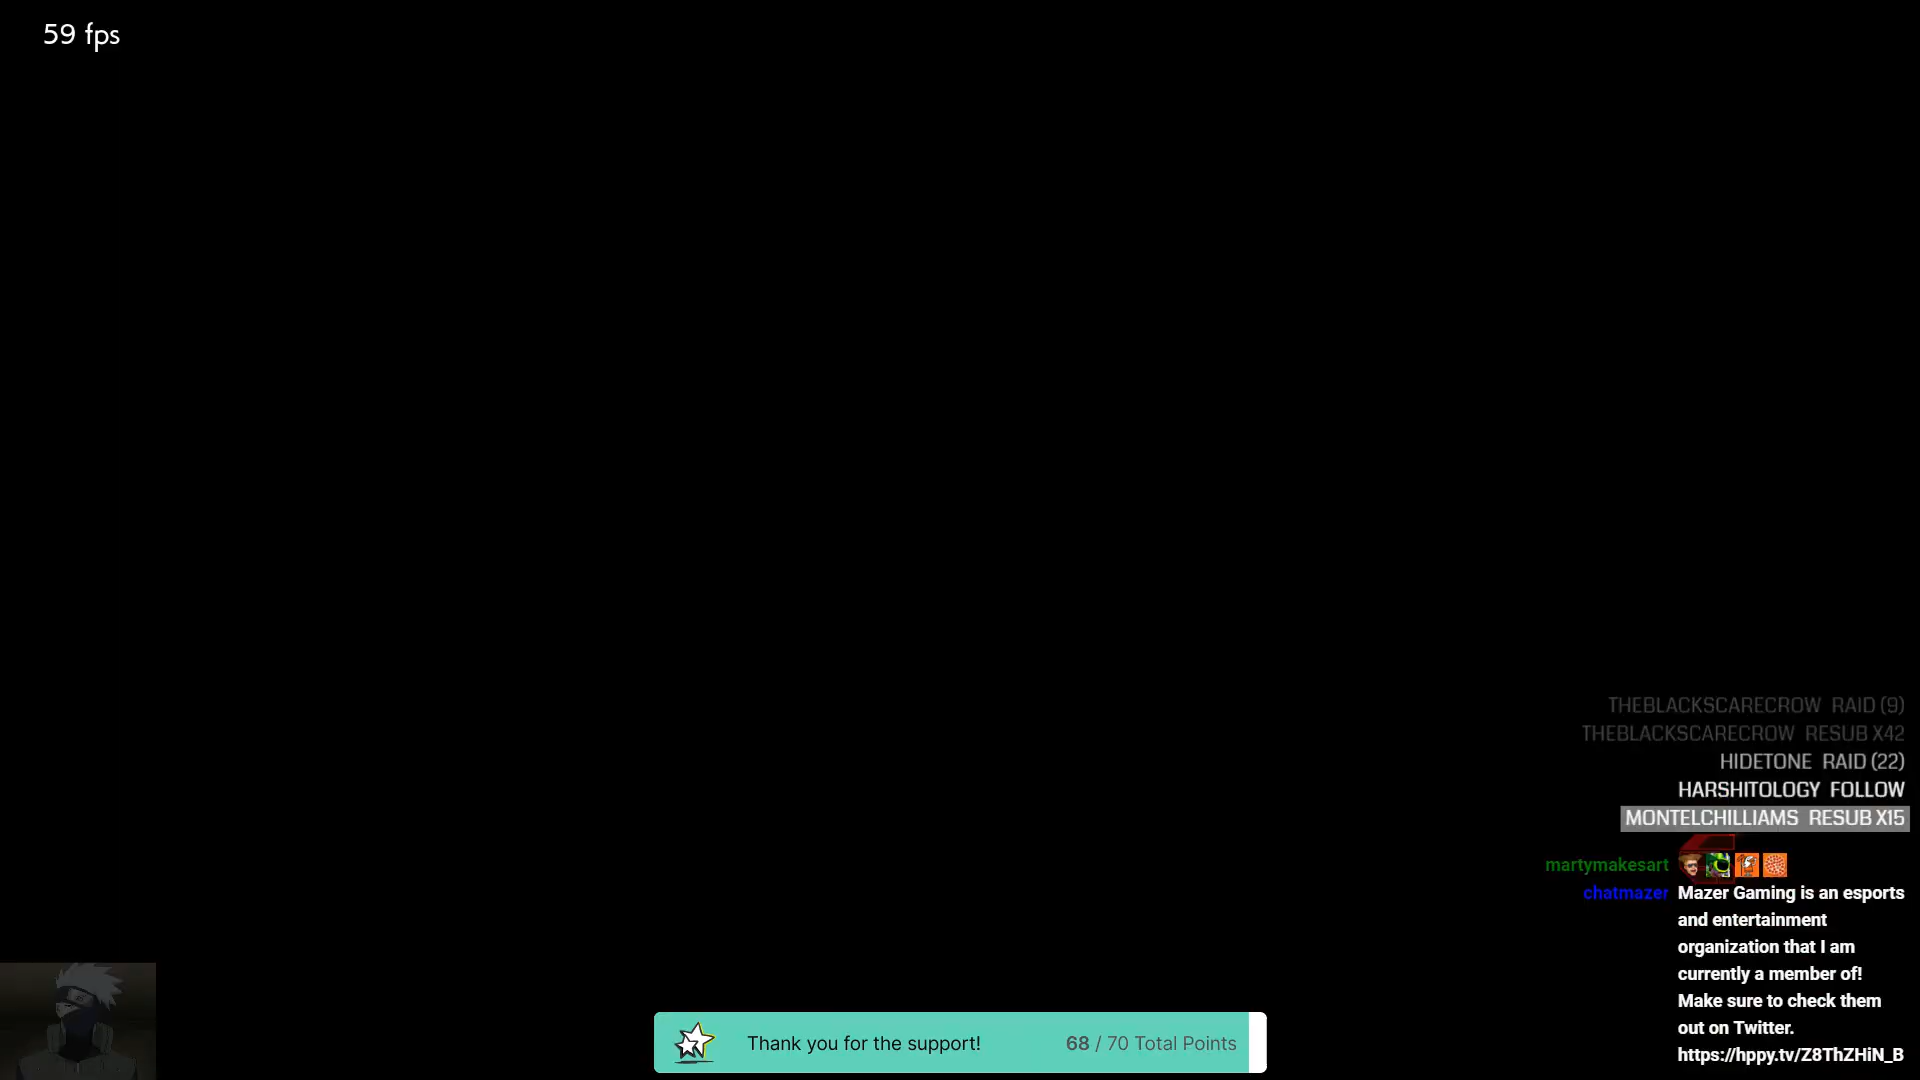 59 fps
THEBLACKSCARECROW RAID (9)
THEBLACKSCARECROW RESUB X42
HIDETONE RAID (22)
HARSHITOLOGY FOLLOW
MONTELCHILLIAMS RESUB X15
martymakesart
chatmazer Mazer Gaming is an esports
and entertainment
organization that I am
currently a member of!
Make sure to check them
out on Twitter.
https://hppy.tv/Z8ThZHiN_B
Thank you for the support! 68 / 70 Total Points